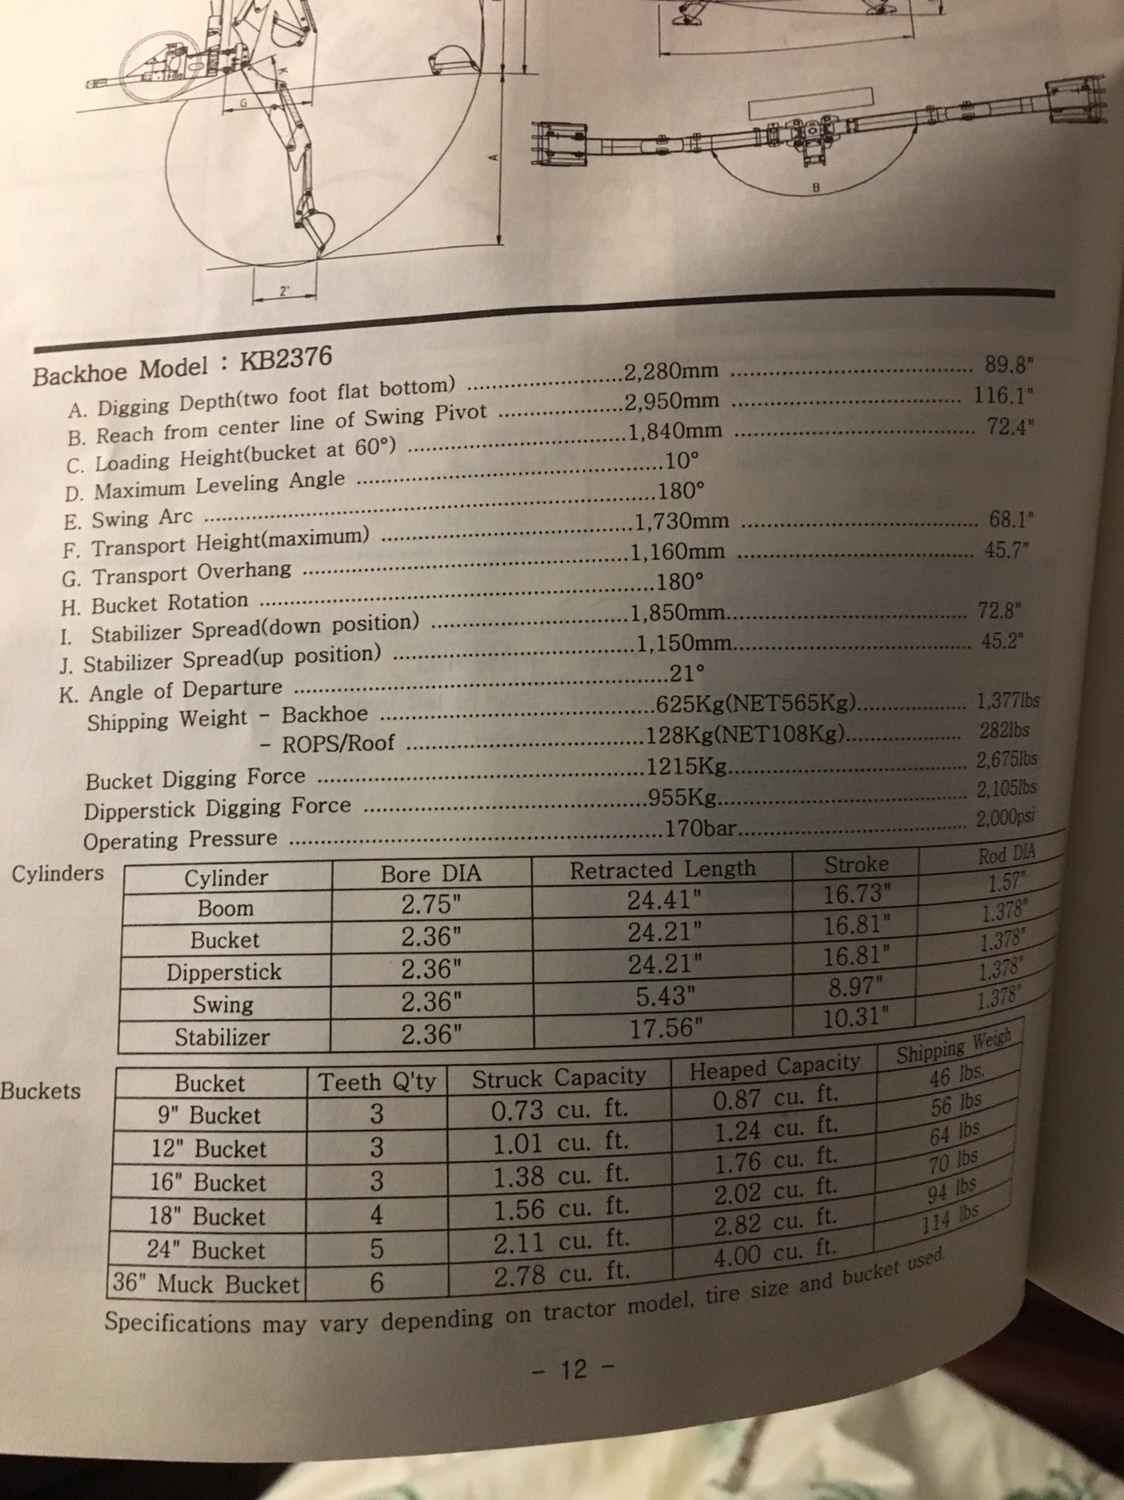 K
G
A
B
2'
Backhoe Model : KB2376
A. Digging Depth(two foot flat bottom) ........................2,280mm ........................................ 89.8"
B. Reach from center line of Swing Pivot ...................2,950mm ...................................... 116.1"
C. Loading Height(bucket at 60°) .................................1,840mm ........................................ 72.4"
D. Maximum Leveling Angle ..............................................10°
E. Swing Arc ....................................................................180°
F. Transport Height(maximum) ......................................1,730mm ....................................... 68.1"
G. Transport Overhang ..................................................1,160mm ....................................... 45.7"
H. Bucket Rotation ...........................................................180°
I. Stabilizer Spread(down position) ..............................1,850mm....................................... 72.8"
J. Stabilizer Spread(up position) ....................................1,150mm....................................... 45.2"
K. Angle of Departure ........................................................21°
Shipping Weight - Backhoe .........................................625Kg(NET565Kg)................. 1,377lbs
- ROPS/Roof ....................................128Kg(NET108Kg).................. 282lbs
Bucket Digging Force .................................................1215Kg..................................... 2,675lbs
Dipperstick Digging Force ...........................................955Kg....................................... 2,105lbs
Operating Pressure .........................................................170bar................................... 2,000psi
Cylinders
Cylinder Bore DIA Retracted Length Stroke Rod DIA
Boom 2.75" 24.41" 16.73" 1.57"
Bucket 2.36" 24.21" 16.81" 1.378"
Dipperstick 2.36" 24.21" 16.81" 1.378"
Swing 2.36" 5.43" 8.97" 1.378"
Stabilizer 2.36" 17.56" 10.31" 1.378"
Buckets
Bucket Teeth Q'ty Struck Capacity Heaped Capacity Shipping Weigh
9" Bucket 3 0.73 cu. ft. 0.87 cu. ft. 46 lbs.
12" Bucket 3 1.01 cu. ft. 1.24 cu. ft. 56 lbs
16" Bucket 3 1.38 cu. ft. 1.76 cu. ft. 64 lbs
18" Bucket 4 1.56 cu. ft. 2.02 cu. ft. 70 lbs
24" Bucket 5 2.11 cu. ft. 2.82 cu. ft. 94 lbs
36" Muck Bucket 6 2.78 cu. ft. 4.00 cu. ft. 114 lbs
Specifications may vary depending on tractor model, tire size and bucket used.
- 12 -